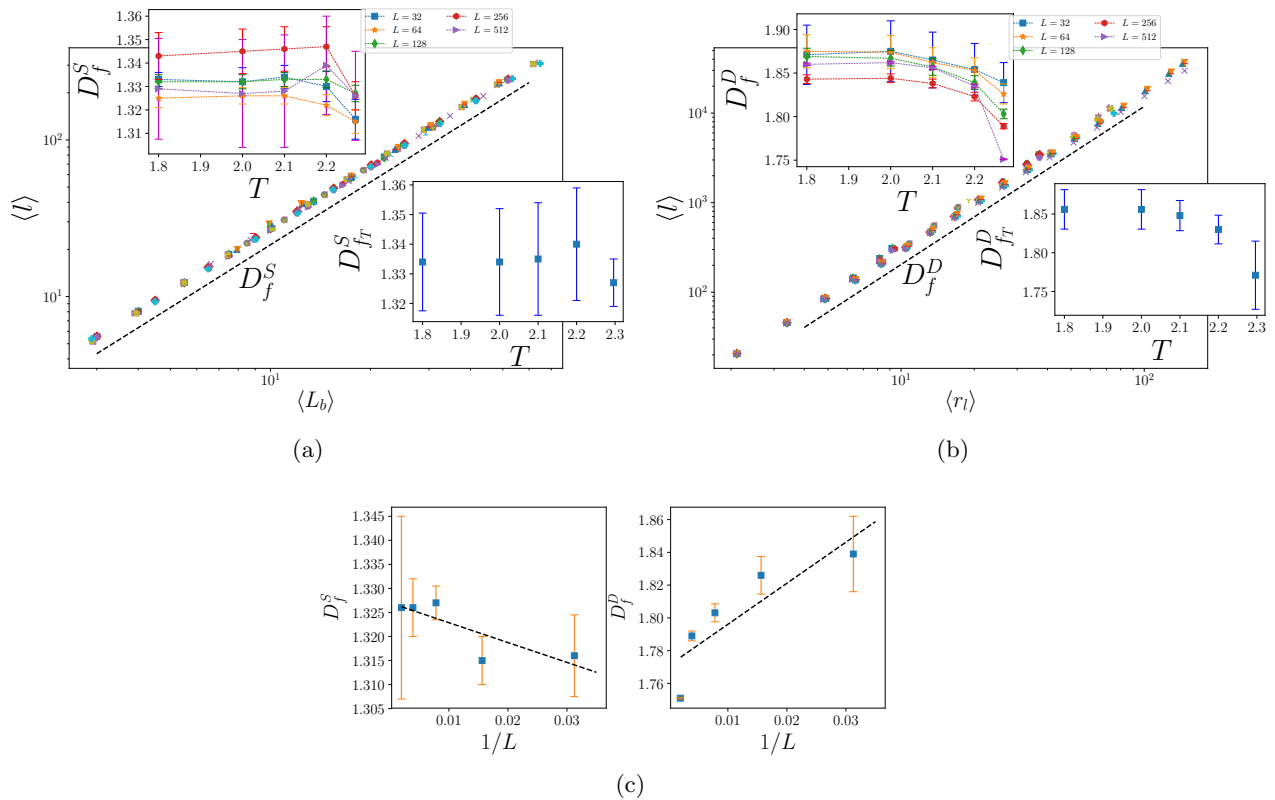 1.36
1.35
1.34
1.33
1.32
1.31
D_f^S
1.8 1.9 2.0 2.1 2.2
T
L = 32
L = 64
L = 128
L = 256
L = 512
10^2
10^1
⟨l⟩
D_f^S
10^1
⟨L_b⟩
1.36
1.35
1.34
1.33
1.32
D_{f_T}^S
1.8 1.9 2.0 2.1 2.2 2.3
T
(a)
1.90
1.85
1.80
1.75
D_f^D
1.8 1.9 2.0 2.1 2.2
T
L = 32
L = 64
L = 128
L = 256
L = 512
10^4
10^3
10^2
⟨l⟩
D_f^D
10^1 10^2
⟨r_l⟩
1.85
1.80
1.75
D_{f_T}^D
1.8 1.9 2.0 2.1 2.2 2.3
T
(b)
1.345
1.340
1.335
1.330
1.325
1.320
1.315
1.310
1.305
D_f^S
0.01 0.02 0.03
1/L
1.86
1.84
1.82
1.80
1.78
1.76
D_f^D
0.01 0.02 0.03
1/L
(c)